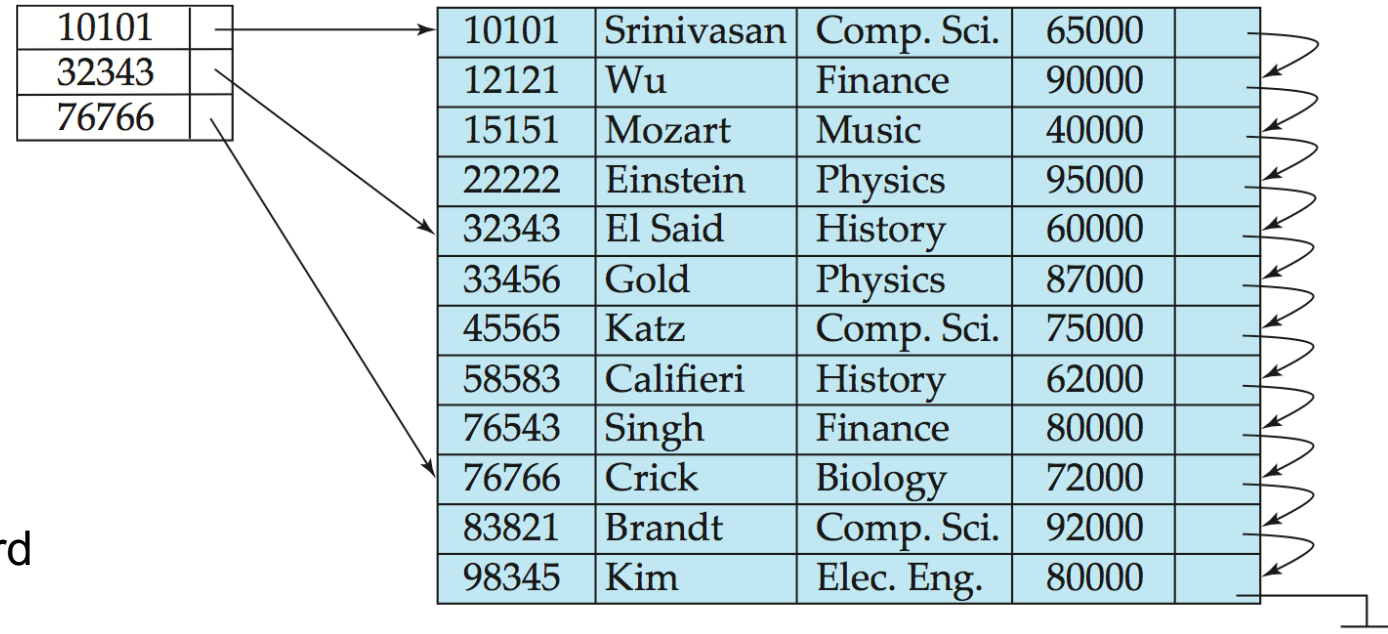 10101
32343
76766
10101 Srinivasan Comp. Sci. 65000
12121 Wu Finance 90000
15151 Mozart Music 40000
22222 Einstein Physics 95000
32343 El Said History 60000
33456 Gold Physics 87000
45565 Katz Comp. Sci. 75000
58583 Califieri History 62000
76543 Singh Finance 80000
76766 Crick Biology 72000
83821 Brandt Comp. Sci. 92000
rd
98345 Kim Elec. Eng. 80000